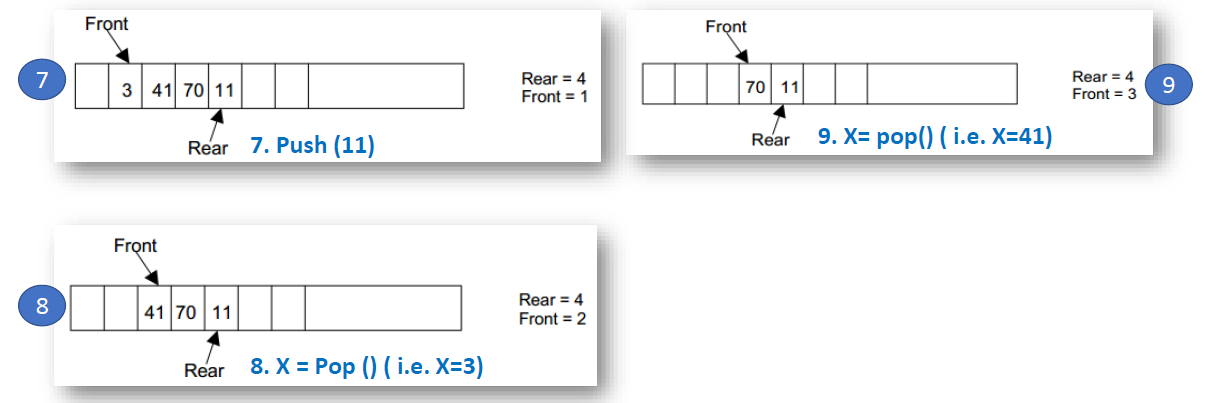 7
Front
3 41 70 11
Rear = 4
Front = 1
Rear
7. Push (11)
8
Front
41 70 11
Rear = 4
Front = 2
Rear
8. X = Pop () ( i.e. X=3)
9
Front
70 11
Rear = 4
Front = 3
Rear
9. X= pop() ( i.e. X=41)